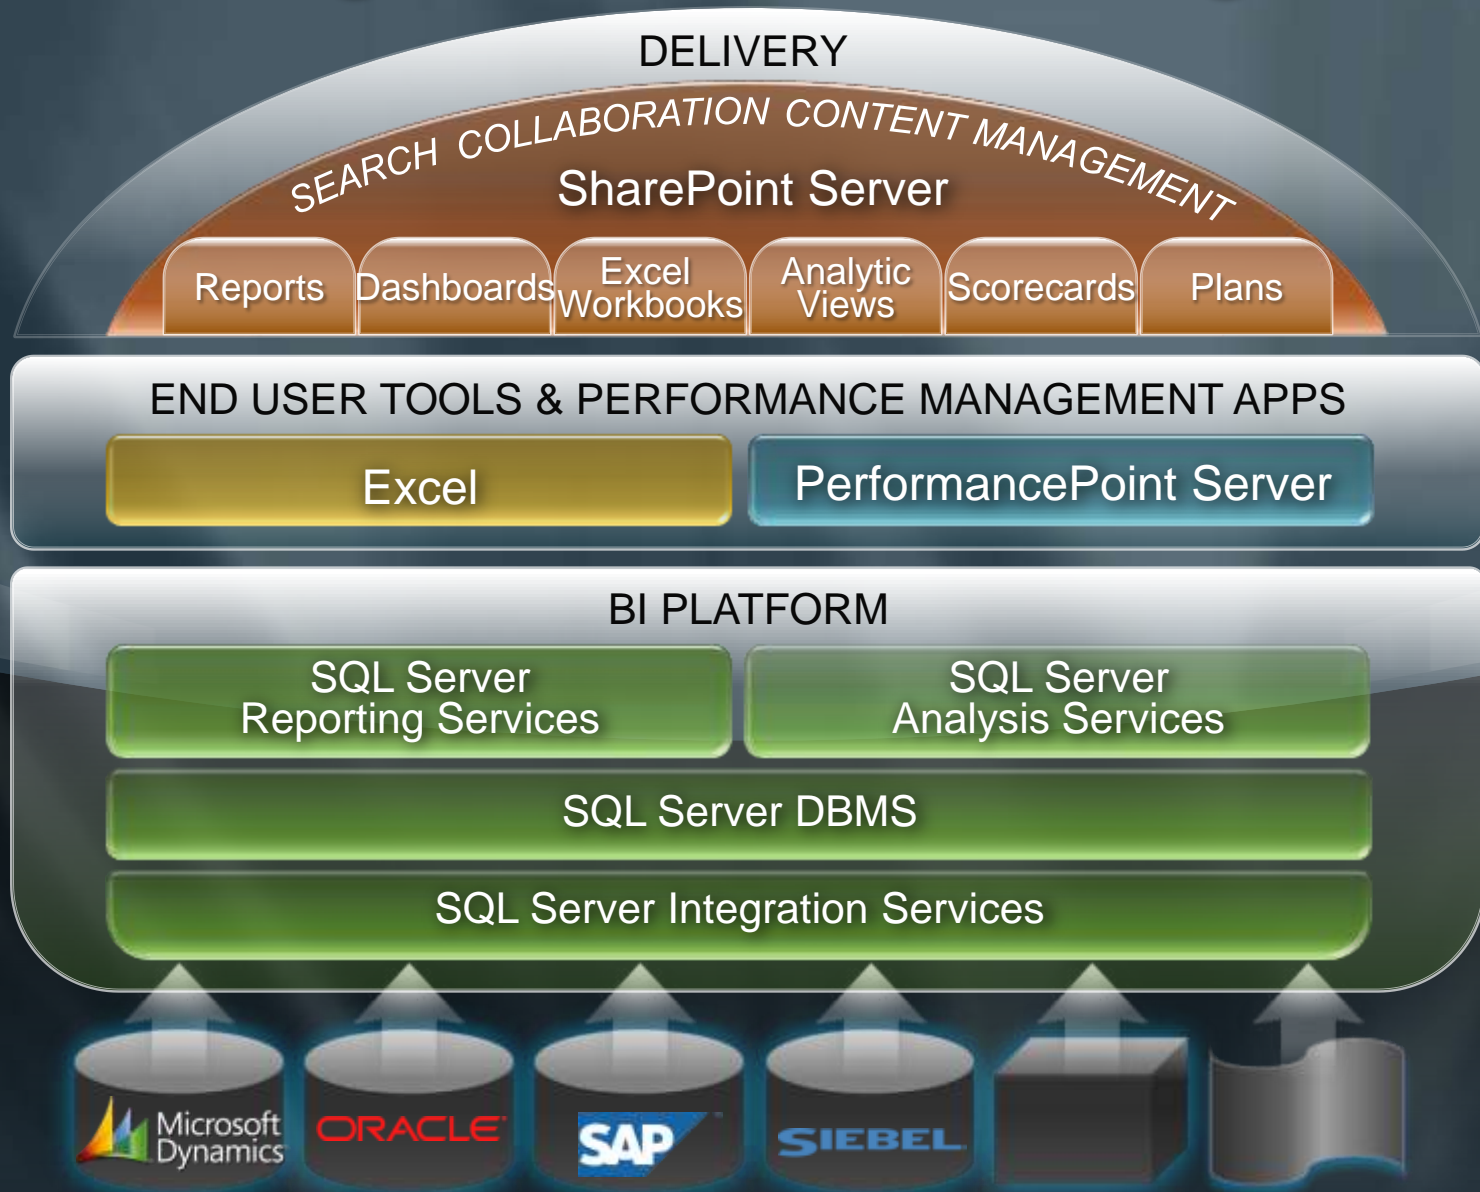 DELIVERY
SEARCH COLLABORATION CONTENT MANAGEMENT
SharePoint Server
Reports
Dashboards
Excel
Workbooks
Analytic
Views
Scorecards
Plans
END USER TOOLS & PERFORMANCE MANAGEMENT APPS
Excel
PerformancePoint Server
BI PLATFORM
SQL Server
Reporting Services
SQL Server
Analysis Services
SQL Server DBMS
SQL Server Integration Services
Microsoft
Dynamics
ORACLE
SAP
SIEBEL